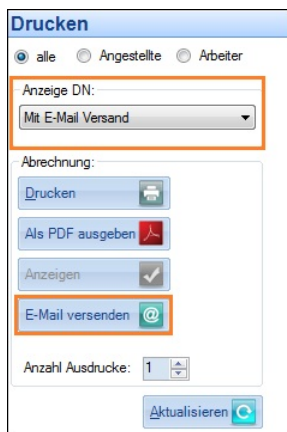 Drucken
alle Angestellte Arbeiter
Anzeige DN:
Mit E-Mail Versand
Abrechnung:
Drucken
Als PDF ausgeben
Anzeigen
E-Mail versenden @
Anzahl Ausdrucke: 1
Aktualisieren